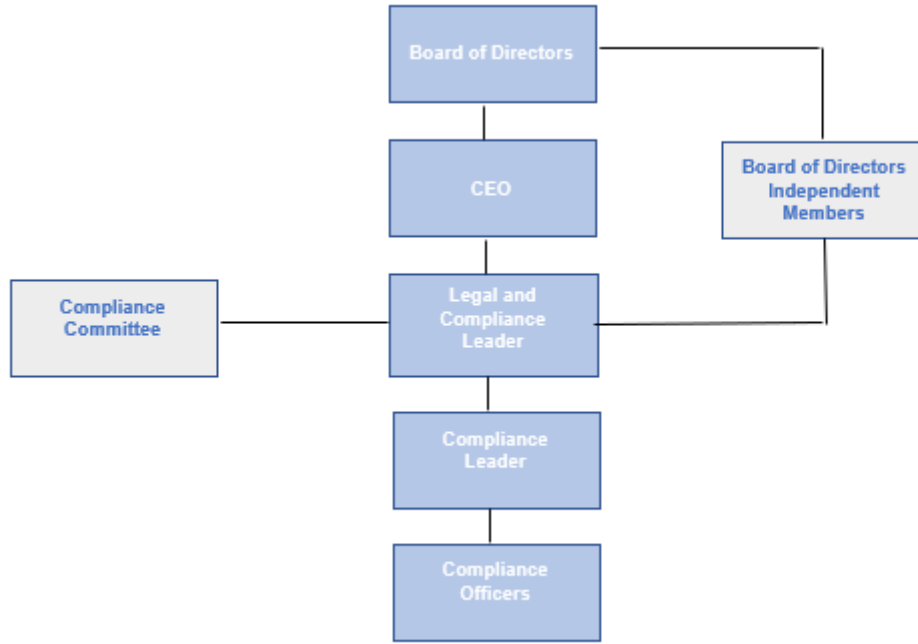 Board of Directors
CEO
Board of Directors
Independent
Members
Compliance
Committee
Legal and
Compliance
Leader
Compliance
Leader
Compliance
Officers